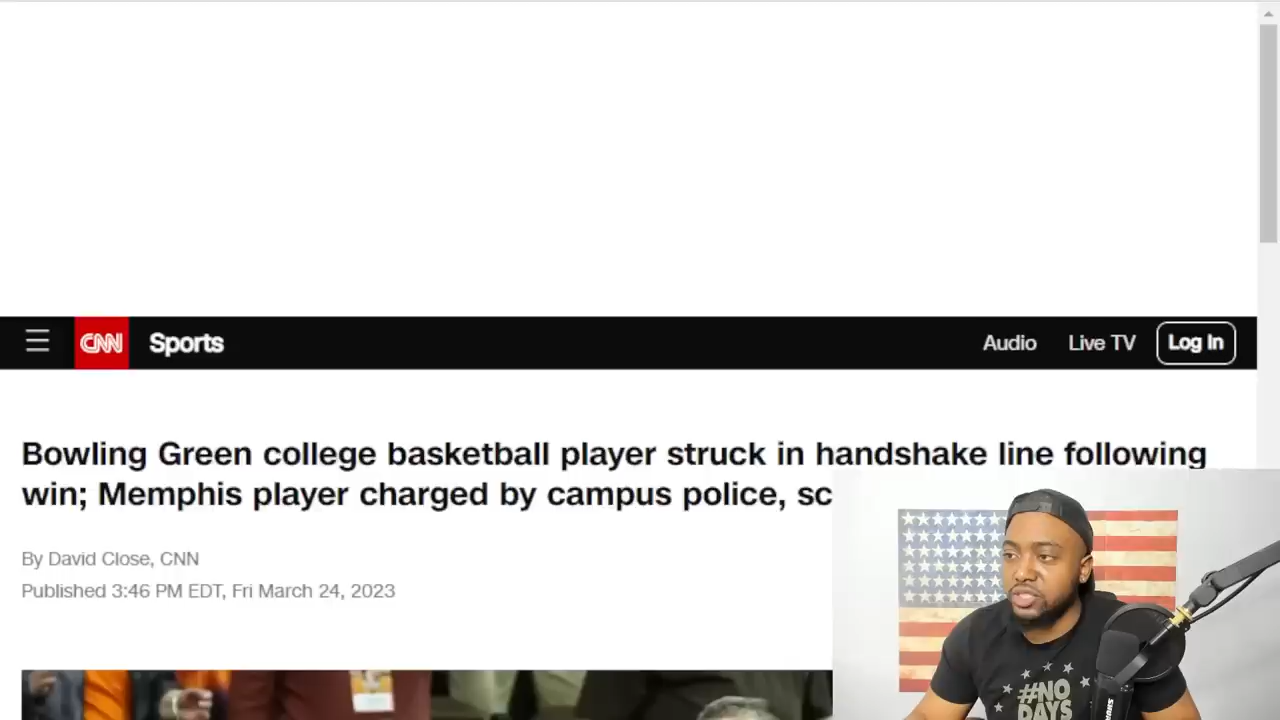 CNN Sports Audio Live TV Log In
Bowling Green college basketball player struck in handshake line following
win; Memphis player charged by campus police, sc
By David Close, CNN
Published 3:46 PM EDT, Fri March 24, 2023
#NO
DAYS
SHURE